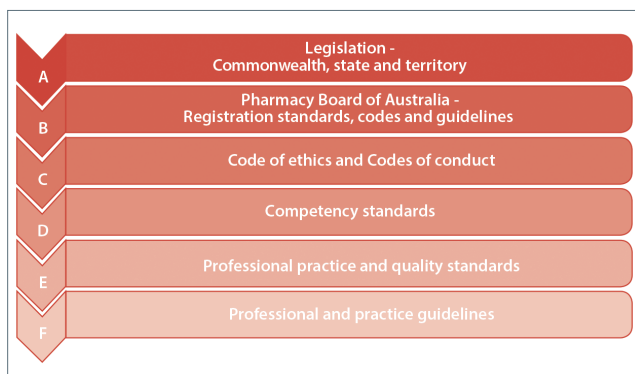 Legislation -
Commonwealth, state and territory
A
Pharmacy Board of Australia -
Registration standards, codes and guidelines
B
Code of ethics and Codes of conduct
C
Competency standards
D
Professional practice and quality standards
E
Professional and practice guidelines
F